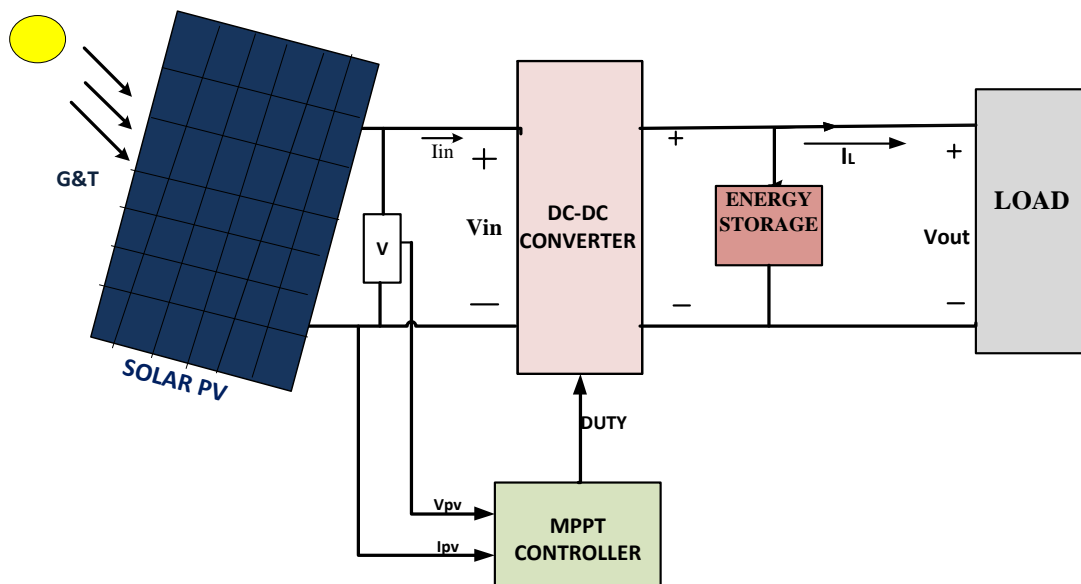 G&T
SOLAR PV
V
Iin
+
Vin
—
DC-DC
CONVERTER
+
–
ENERGY
STORAGE
IL
+
Vout
–
LOAD
DUTY
Vpv
Ipv
MPPT
CONTROLLER